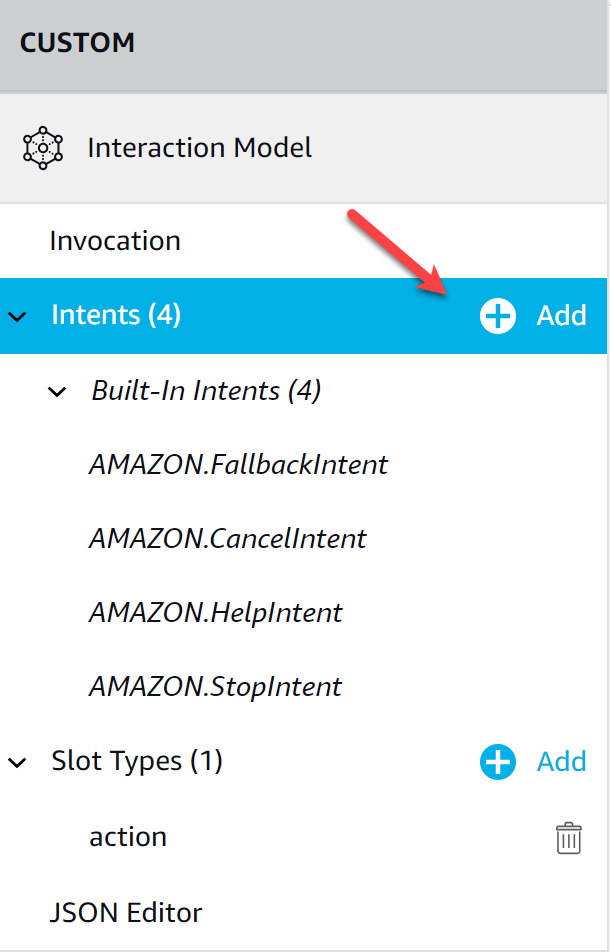 CUSTOM
Interaction Model
Invocation
Intents (4) Add
Built-In Intents (4)
AMAZON.FallbackIntent
AMAZON.CancelIntent
AMAZON.HelpIntent
AMAZON.StopIntent
Slot Types (1) Add
action
JSON Editor